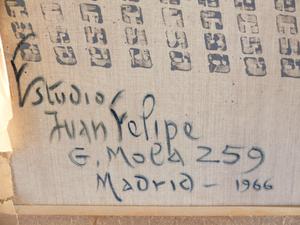 Estudio
Juan Felipe
G. Mola 259
Madrid - 1966